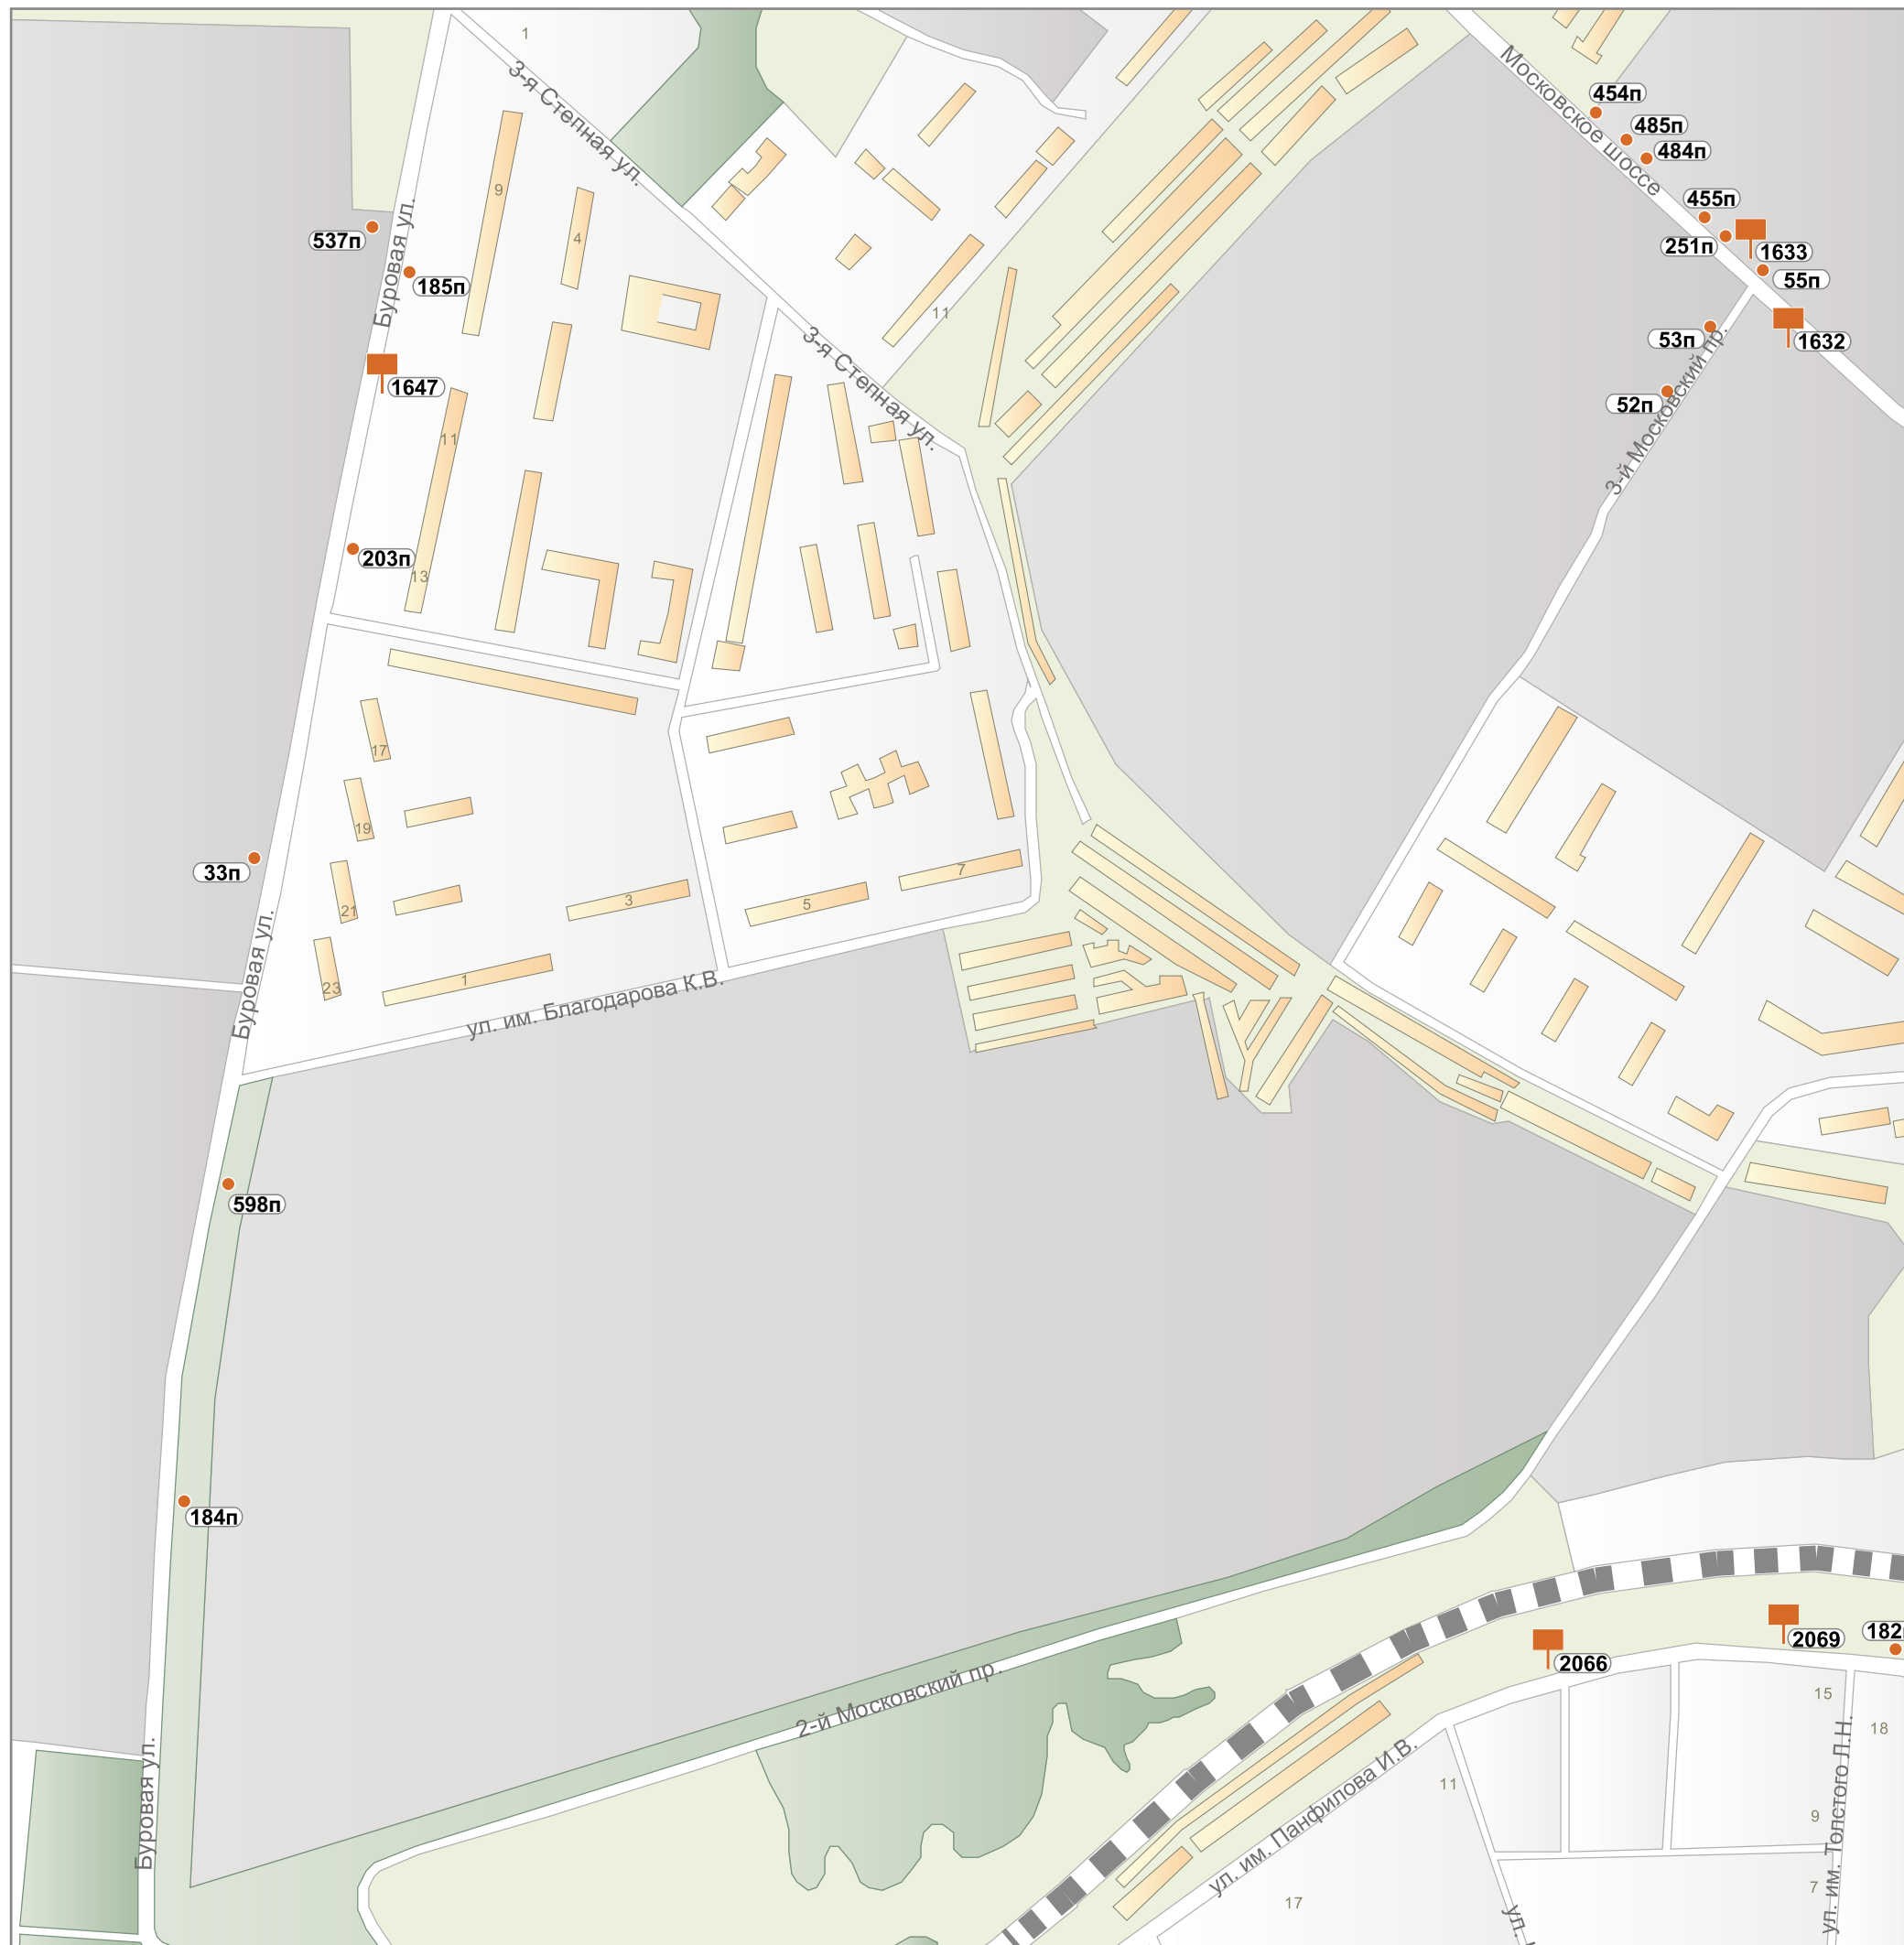 1
3-я Степная ул.
Московское шоссе
454п
485п
484п
9
455п
Буровая ул.
537п
4
251п
1633
185п
55п
11
3-я Степная ул.
53п
1632
3-й Московский пр.
1647
52п
11
203п
13
17
19
33п
7
3
5
21
Буровая ул.
1
23
ул. им. Благодарова К.В.
598п
184п
182
2069
2066
2-й Московский пр.
15
18
Буровая ул.
ул. им. Панфилова И.В.
11
ул. им. Толстого Л.Н.
9
7
17
ул.